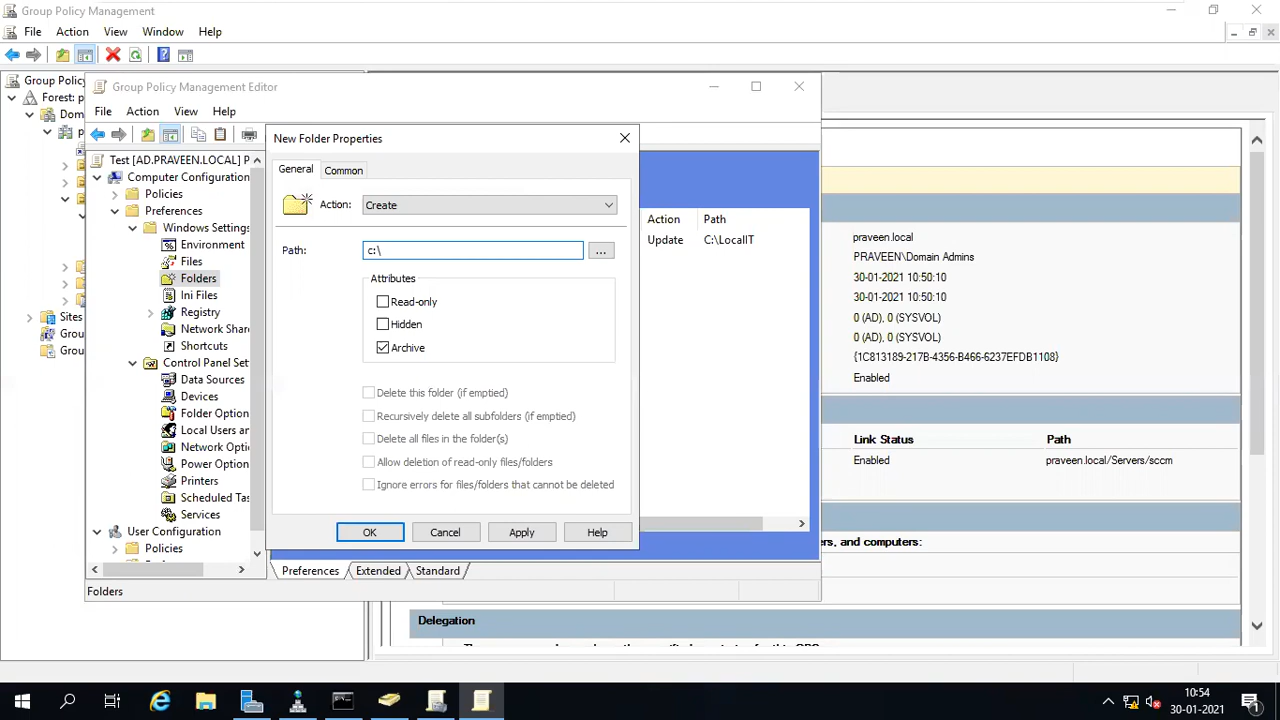 Group Policy Management
File Action View Window Help
Group Policy
Group Policy Management Editor
Forest: p
File Action View Help
Dom
p
New Folder Properties
Test [AD.PRAVEEN.LOCAL] P
General Common
Computer Configuration
Policies
Action: Create
Preferences
Action Path
Windows Settings
Update C:\LocalIT
praveen.local
Environment
Path: c:\ ...
PRAVEEN\Domain Admins
Files
Attributes
30-01-2021 10:50:10
Folders
Read-only
30-01-2021 10:50:10
Ini Files
Hidden
0 (AD), 0 (SYSVOL)
Registry
Archive
0 (AD), 0 (SYSVOL)
Sites
Network Shar
{1C813189-217B-4356-B466-6237EFDB1108}
Grou
Shortcuts
Enabled
Grou
Control Panel Set
Data Sources
Delete this folder (if emptied)
Devices
Recursively delete all subfolders (if emptied)
Folder Option
Delete all files in the folder(s)
Link Status Path
Local Users an
Allow deletion of read-only files/folders
Enabled praveen.local/Servers/sccm
Network Opti
Ignore errors for files/folders that cannot be deleted
Power Option
Printers
Scheduled Tas
Services
OK Cancel Apply Help
User Configuration
Policies
rs, and computers:
Preferences Extended Standard
Folders
Delegation
10:54
30-01-2021
1